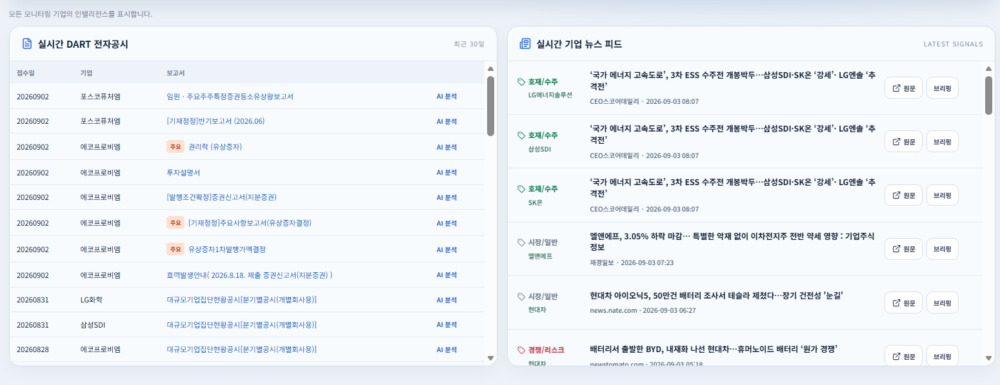 모든 모니터링 기업의 인텔리전스를 표시합니다.
실시간 DART 전자공시
최근 30일
접수일 기업 보고서
20260902 포스코퓨처엠 임원ㆍ주요주주특정증권등소유상황보고서 AI 분석
20260902 포스코퓨처엠 [기재정정]반기보고서 (2026.06) AI 분석
20260902 에코프로비엠 주요 권리락 (유상증자) AI 분석
20260902 에코프로비엠 투자설명서 AI 분석
20260902 에코프로비엠 [발행조건확정]증권신고서(지분증권) AI 분석
20260902 에코프로비엠 주요 [기재정정]주요사항보고서(유상증자결정) AI 분석
20260902 에코프로비엠 주요 유상증자1차발행가액결정 AI 분석
20260902 에코프로비엠 효력발생안내( 2026.8.18. 제출 증권신고서(지분증권) ) AI 분석
20260831 LG화학 대규모기업집단현황공시[분기별공시(개별회사용)] AI 분석
20260831 삼성SDI 대규모기업집단현황공시[분기별공시(개별회사용)] AI 분석
20260828 에코프로비엠 대규모기업집단현황공시[분기별공시(개별회사용)] AI 분석
실시간 기업 뉴스 피드
LATEST SIGNALS
호재/수주
LG에너지솔루션
‘국가 에너지 고속도로’, 3차 ESS 수주전 개봉박두…삼성SDI·SK온 ‘강세’· LG엔솔 ‘추
격전’
CEO스코어데일리 · 2026-09-03 08:07
원문 브리핑
호재/수주
삼성SDI
‘국가 에너지 고속도로’, 3차 ESS 수주전 개봉박두…삼성SDI·SK온 ‘강세’· LG엔솔 ‘추
격전’
CEO스코어데일리 · 2026-09-03 08:07
원문 브리핑
호재/수주
SK온
‘국가 에너지 고속도로’, 3차 ESS 수주전 개봉박두…삼성SDI·SK온 ‘강세’· LG엔솔 ‘추
격전’
CEO스코어데일리 · 2026-09-03 08:07
원문 브리핑
시장/일반
엘앤에프
엘앤에프, 3.05% 하락 마감… 특별한 악재 없이 이차전지주 전반 약세 영향 : 기업주식
정보
재경일보 · 2026-09-03 07:23
원문 브리핑
시장/일반
현대차
현대차 아이오닉5, 50만건 배터리 조사서 테슬라 제쳤다…장기 건전성 '눈길'
news.nate.com · 2026-09-03 06:27
원문 브리핑
경쟁/리스크
현대차
배터리서 출발한 BYD, 내재화 나선 현대차…휴머노이드 배터리 ‘원가 경쟁’
newstomato.com · 2026-09-03 05:18
원문 브리핑